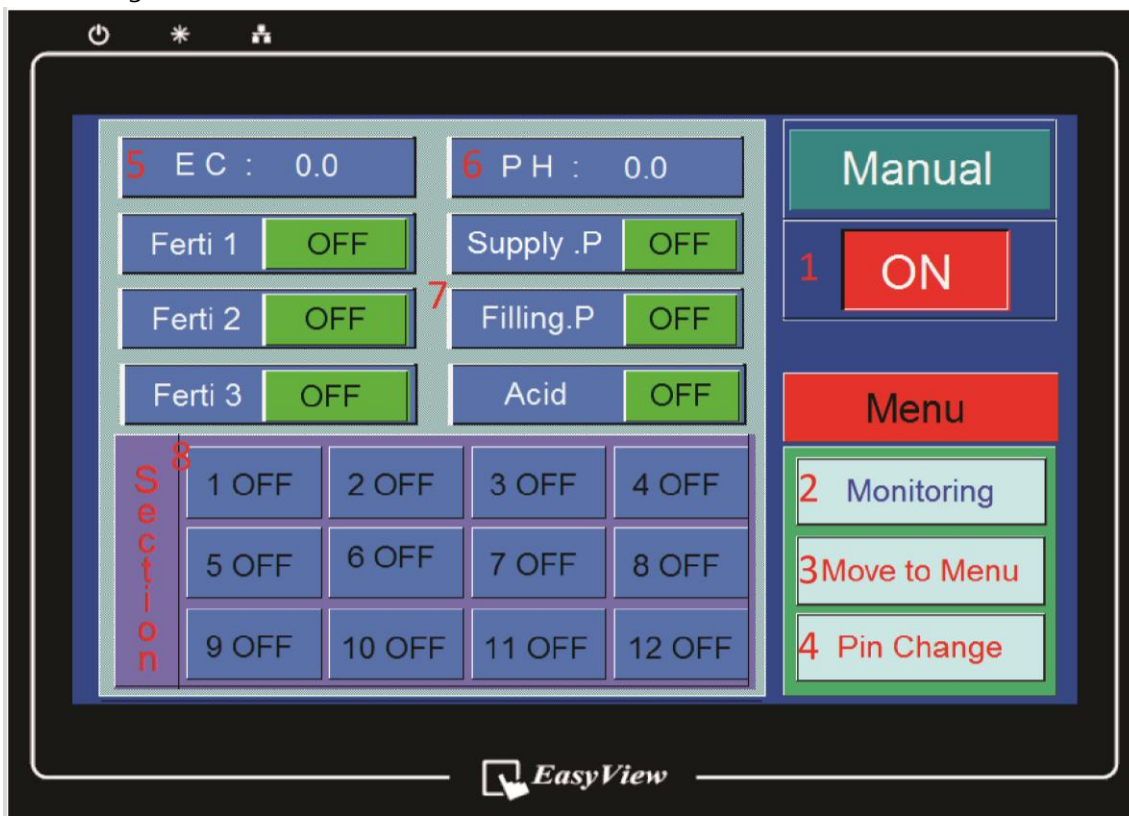 5 E C : 0.0
6 P H : 0.0
Manual
Ferti 1 OFF
Supply .P OFF
1 ON
7
Ferti 2 OFF
Filling.P OFF
Ferti 3 OFF
Acid OFF
Menu
8
Section
1 OFF 2 OFF 3 OFF 4 OFF
2 Monitoring
5 OFF 6 OFF 7 OFF 8 OFF
3 Move to Menu
9 OFF 10 OFF 11 OFF 12 OFF
4 Pin Change
EasyView